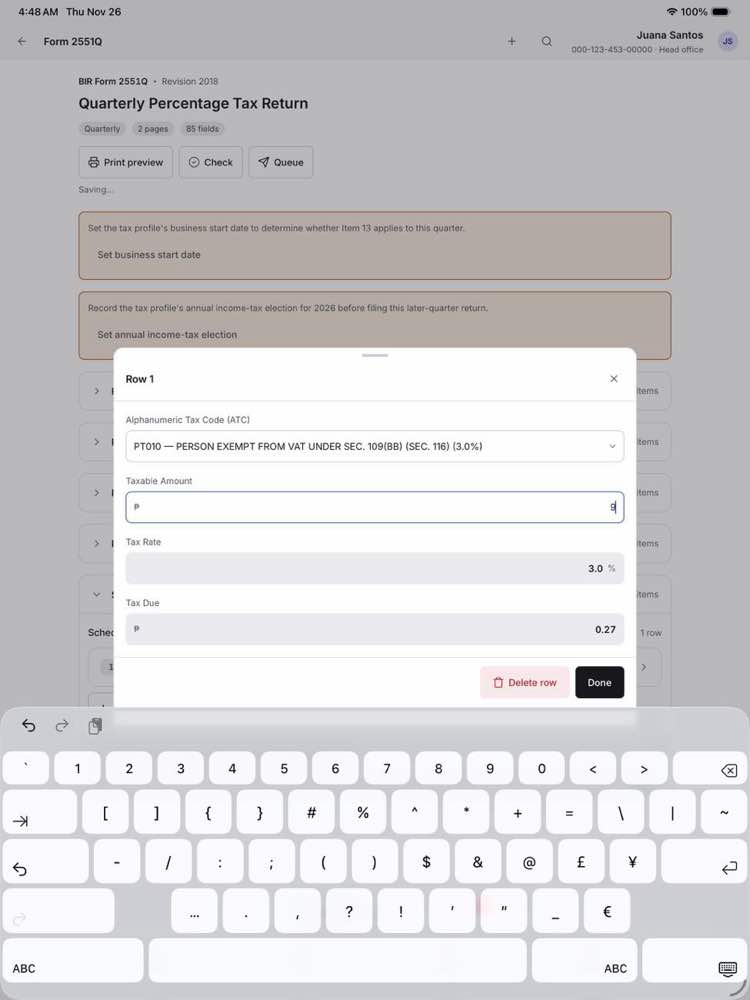 4:48 AM Thu Nov 26
100%
Form 2551Q
Juana Santos
000-123-453-00000 · Head office
JS
BIR Form 2551Q • Revision 2018
Quarterly Percentage Tax Return
Quarterly 2 pages 85 fields
Print preview Check Queue
Saving...
Set the tax profile's business start date to determine whether Item 13 applies to this quarter.
Set business start date
Record the tax profile's annual income-tax election for 2026 before filing this later-quarter return.
Set annual income-tax election
Row 1
Alphanumeric Tax Code (ATC)
PT010 — PERSON EXEMPT FROM VAT UNDER SEC. 109(BB) (SEC. 116) (3.0%)
Taxable Amount
₱ 9
Tax Rate
3.0 %
Tax Due
₱ 0.27
1 row
Delete row Done
` 1 2 3 4 5 6 7 8 9 0 < >
[ ] { } # % ^ * + = \ | ~
- / : ; ( ) $ & @ £ ¥
… . , ? ! ' " _ €
ABC ABC